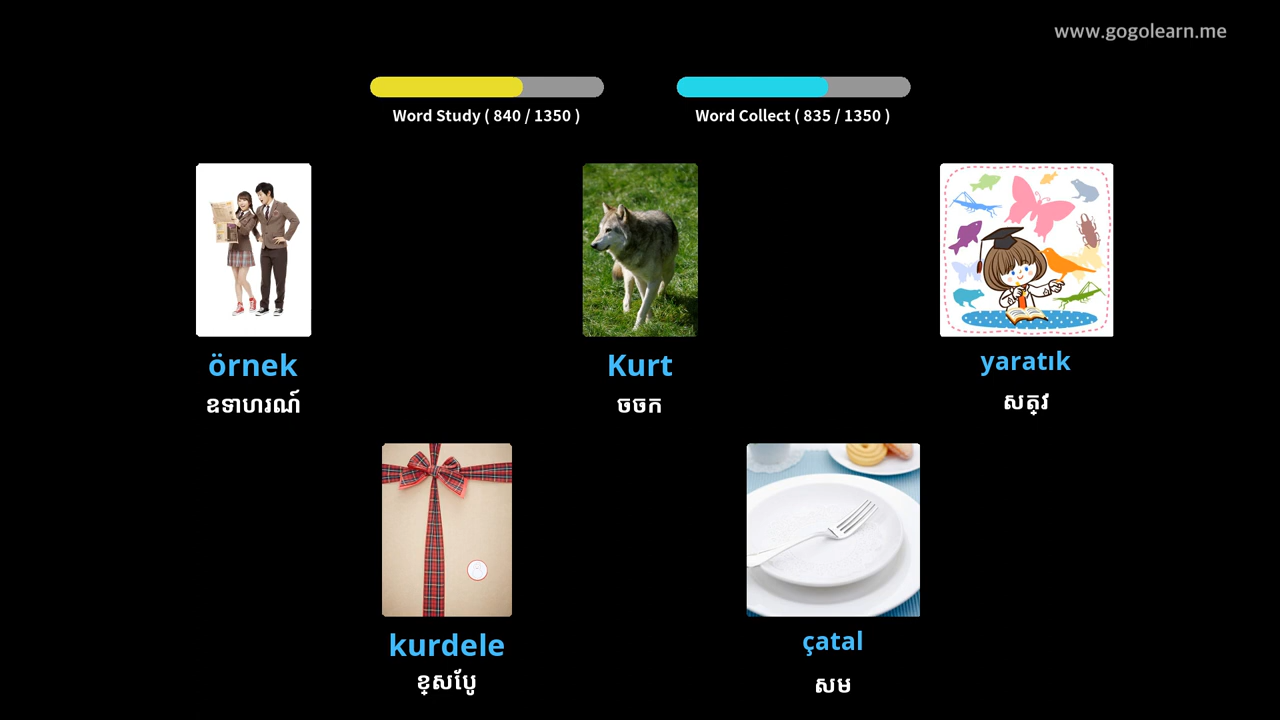 www.gogolearn.me
Word Study ( 840 / 1350 )
Word Collect ( 835 / 1350 )
örnek
Kurt
yaratık
ឧទាហរណ៍
ចចក
សត្វ
kurdele
çatal
ខ្សែបូ
សម